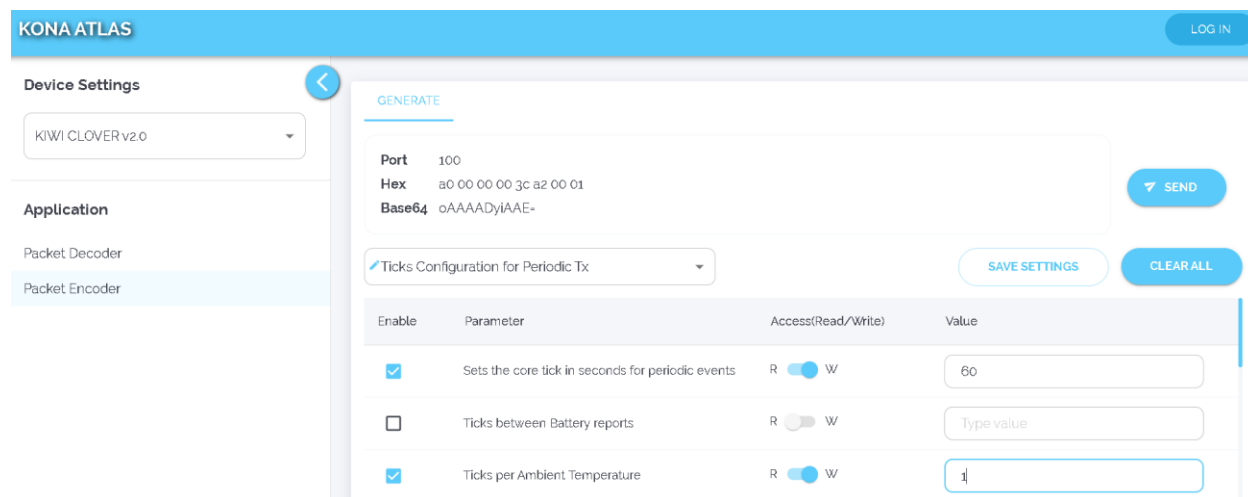 KONA ATLAS
LOG IN
Device Settings
KIWI CLOVER v2.0
Application
Packet Decoder
Packet Encoder
GENERATE
Port 100
Hex a0 00 00 00 3c a2 00 01
Base64 oAAAADyiAAE=
SEND
Ticks Configuration for Periodic Tx
SAVE SETTINGS
CLEAR ALL
Enable Parameter Access(Read/Write) Value
Sets the core tick in seconds for periodic events R W 60
Ticks between Battery reports R W Type value
Ticks per Ambient Temperature R W 1